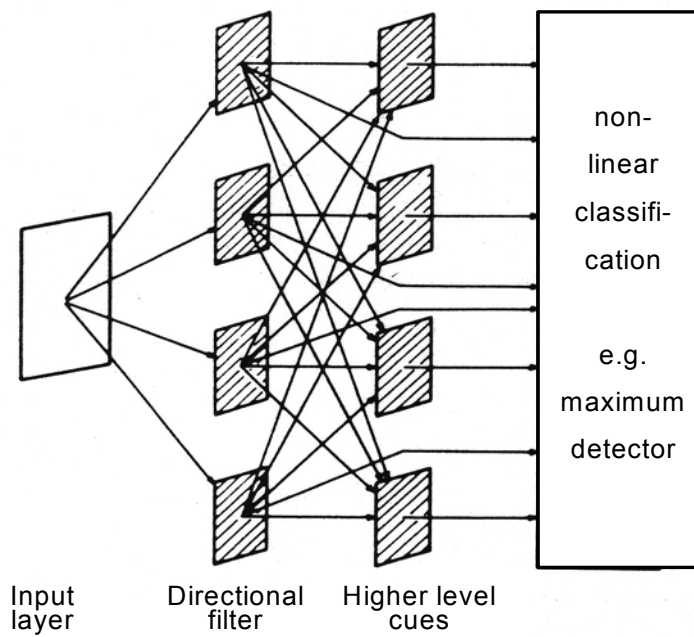 non-
linear
classifi-
cation
e.g.
maximum
detector
Input
layer
Directional
filter
Higher level
cues